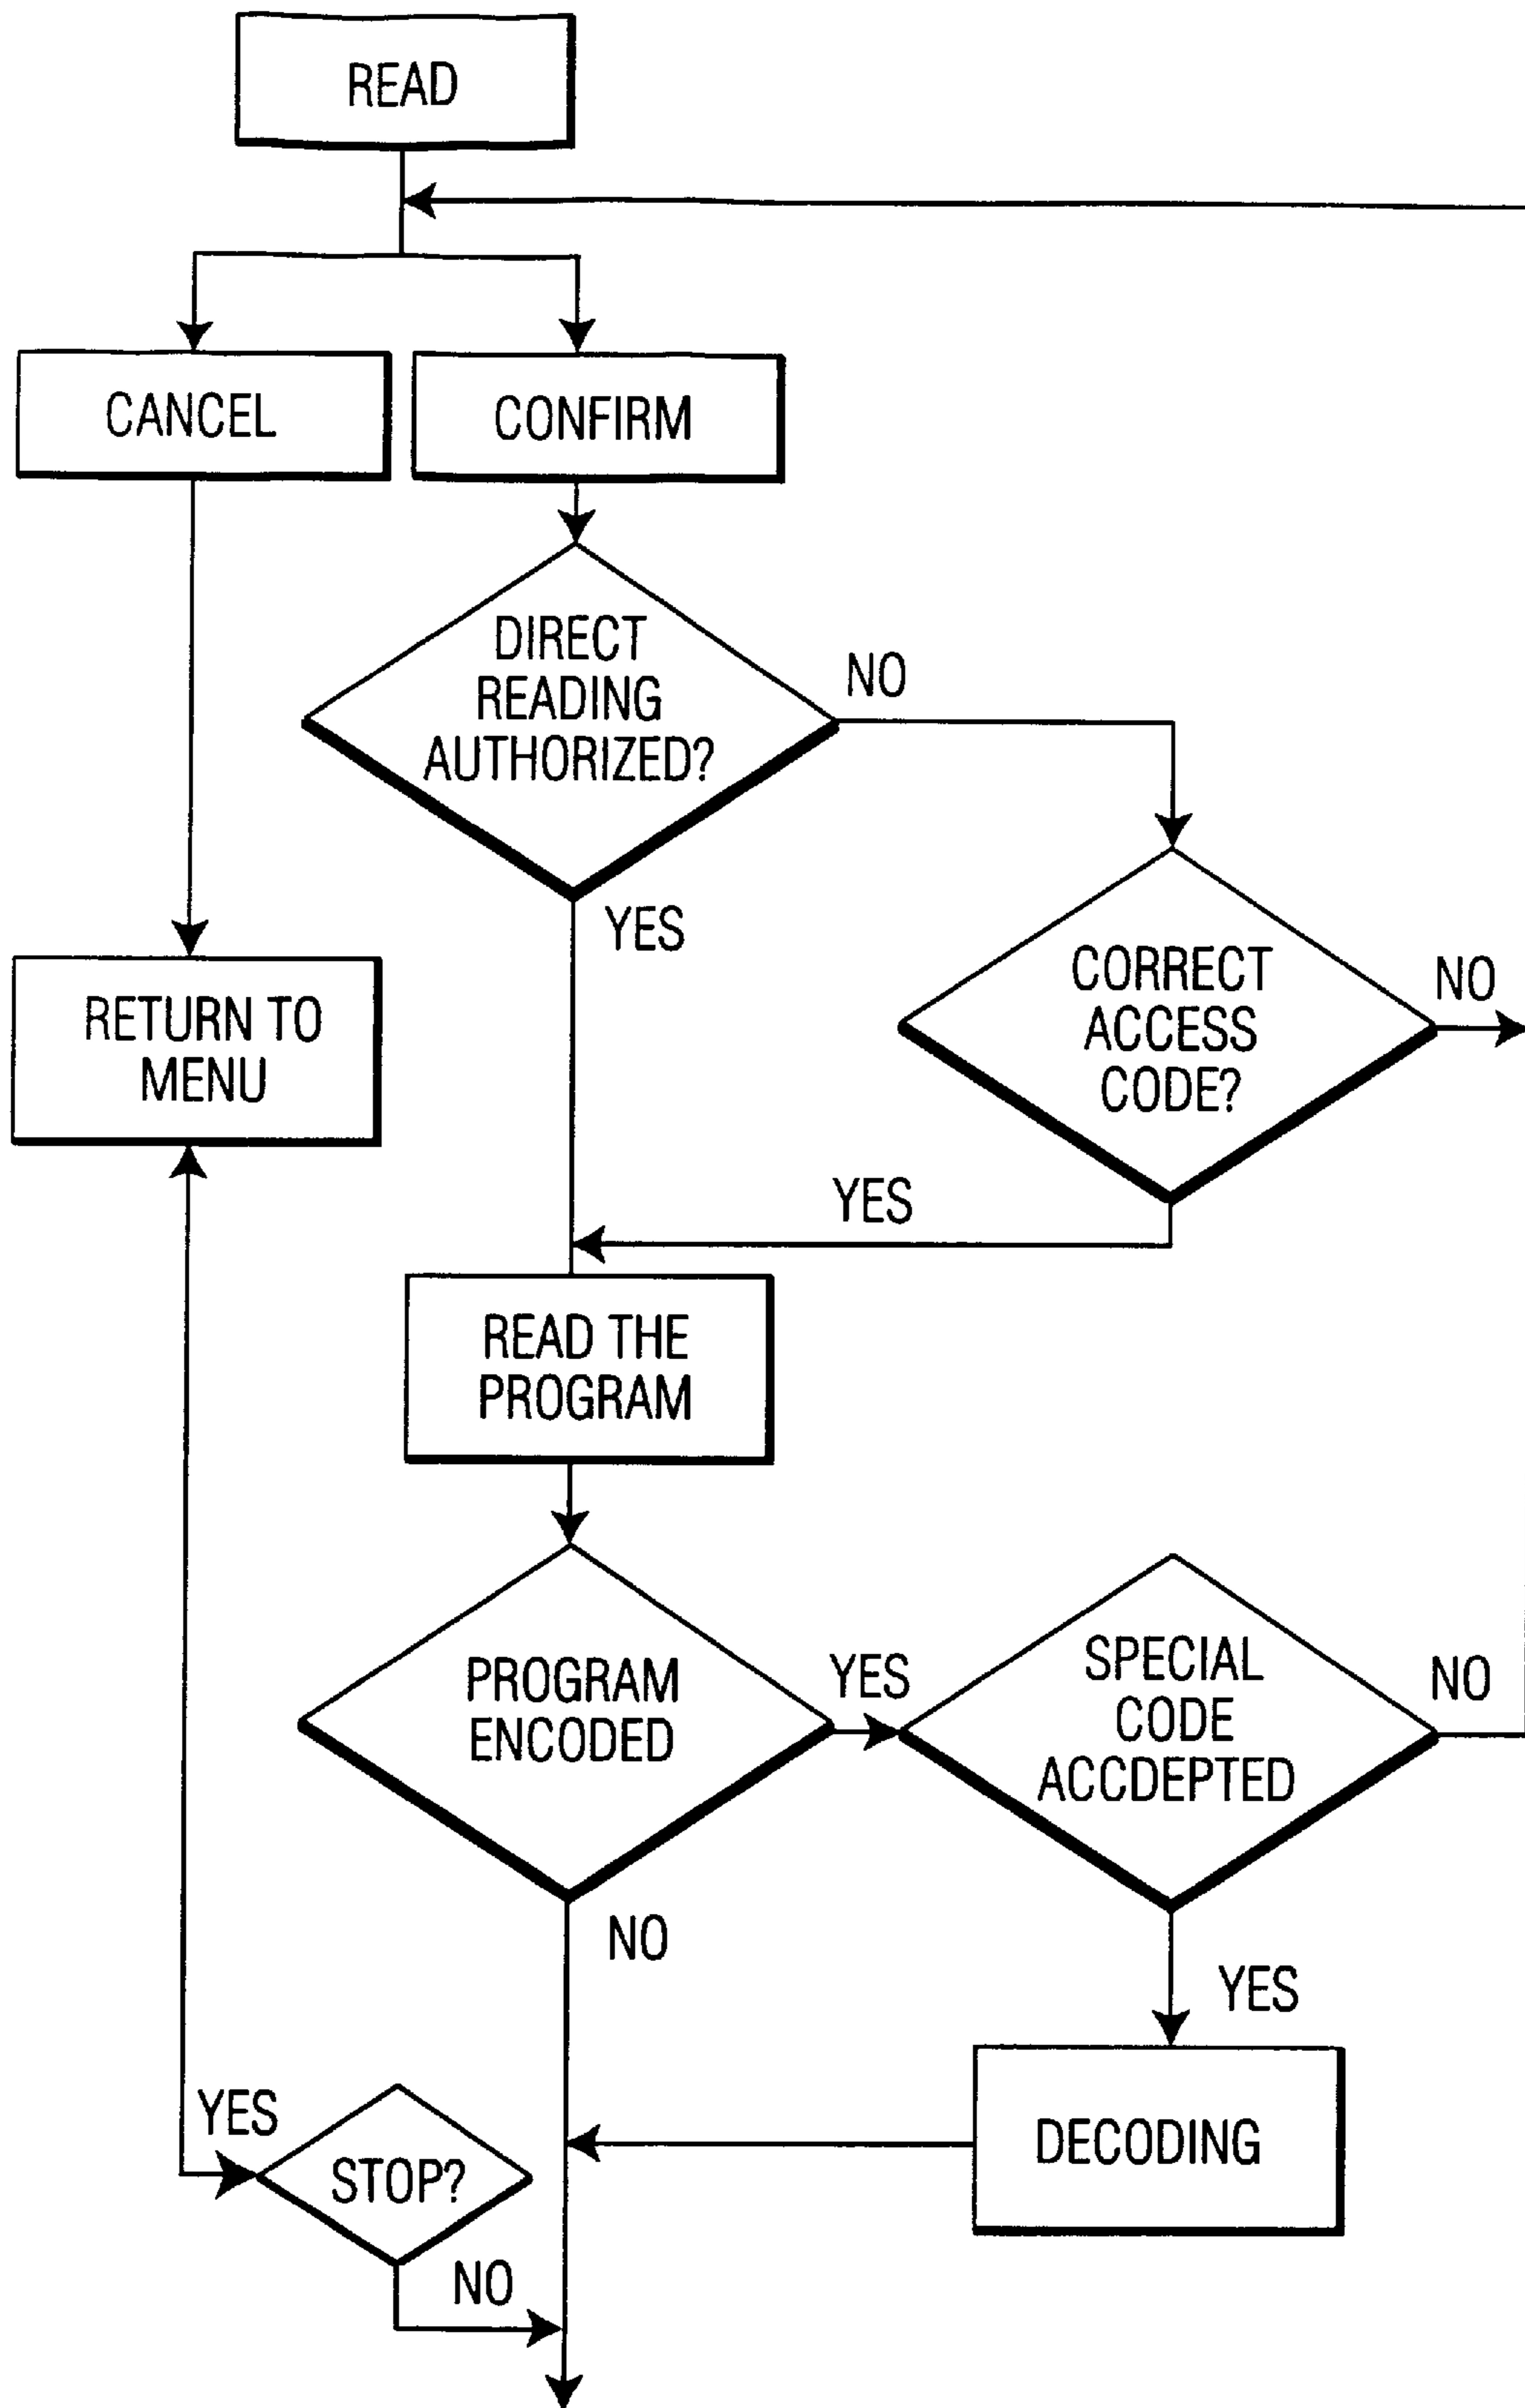 READ
CANCEL
CONFIRM
DIRECT
READING
AUTHORIZED?
NO
YES
CORRECT
ACCESS
CODE?
NO
RETURN TO
MENU
YES
READ THE
PROGRAM
PROGRAM
ENCODED
YES
SPECIAL
CODE
ACCDEPTED
NO
NO
YES
DECODING
YES
STOP?
NO